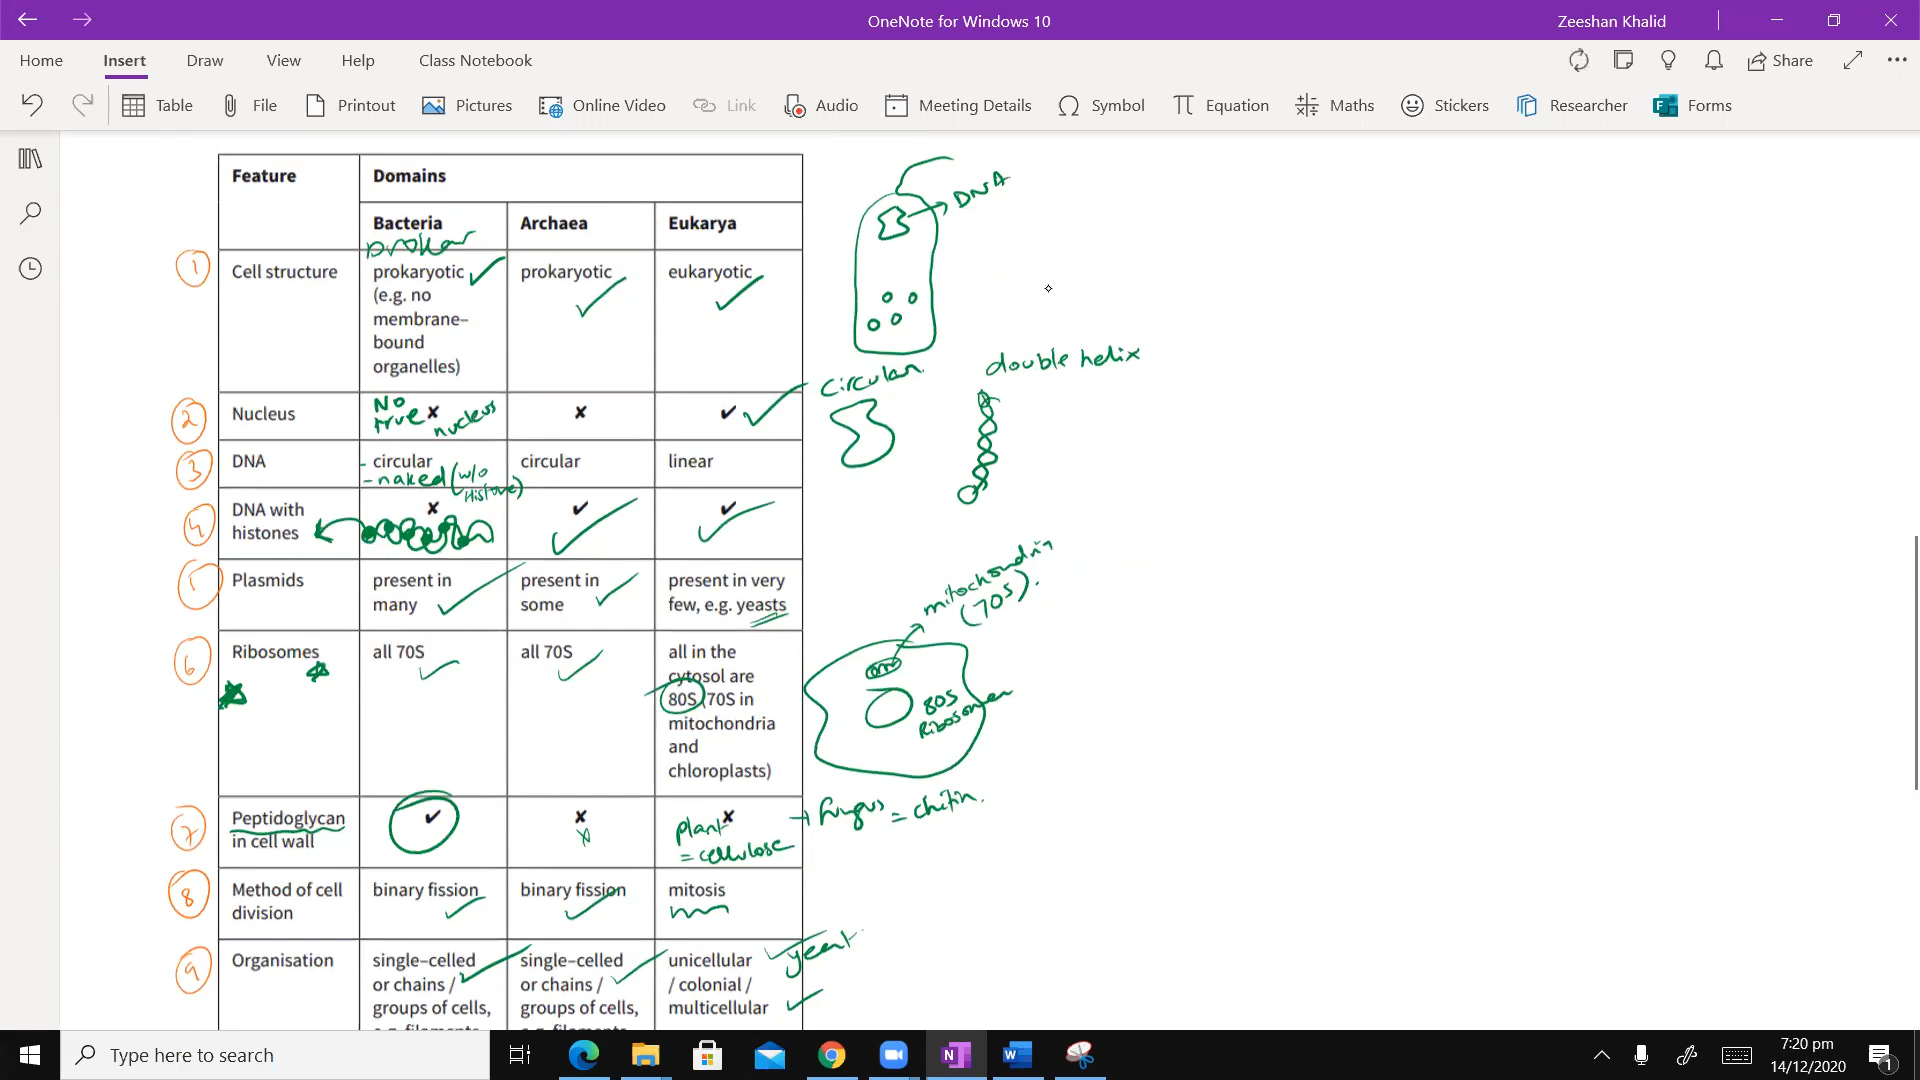 OneNote for Windows 10
Zeeshan Khalid
Home Insert Draw View Help Class Notebook
Share
Table File Printout Pictures Online Video Link Audio Meeting Details Symbol Equation Maths Stickers Researcher Forms
Feature Domains
Bacteria Archaea Eukarya
prokar
1 Cell structure
prokaryotic
(e.g. no
membrane–
bound
organelles)
prokaryotic
eukaryotic
2 Nucleus
No
true ✘ nucleus
✘
✔
3 DNA
- circular
- naked (w/o
Histone)
circular
linear
4 DNA with
histones
✘
✔
✔
5 Plasmids
present in
many
present in
some
present in very
few, e.g. yeasts
6 Ribosomes
all 70S
all 70S
all in the
cytosol are
80S (70S in
mitochondria
and
chloroplasts)
7 Peptidoglycan
in cell wall
✔
✘
x
✘
plant
= cellulose
→ fungus = chitin.
8 Method of cell
division
binary fission
binary fission
mitosis
9 Organisation
single–celled
or chains /
groups of cells,
e.g. filaments
single–celled
or chains /
groups of cells,
e.g. filaments
unicellular
/ colonial /
multicellular
yeast
DNA
circular
double helix
mitochondria
(70S).
80S
Ribosomes
Type here to search
7:20 pm
14/12/2020
1